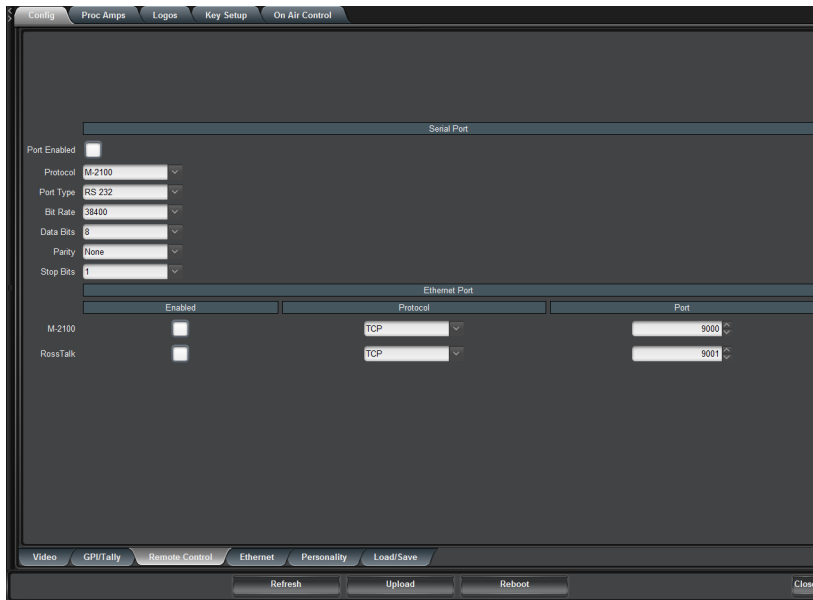 Config Proc Amps Logos Key Setup On Air Control
Serial Port
Port Enabled
Protocol M-2100
Port Type RS 232
Bit Rate 38400
Data Bits 8
Parity None
Stop Bits 1
Ethernet Port
Enabled Protocol Port
M-2100 TCP 9000
RossTalk TCP 9001
Video GPI/Tally Remote Control Ethernet Personality Load/Save
Refresh Upload Reboot Close